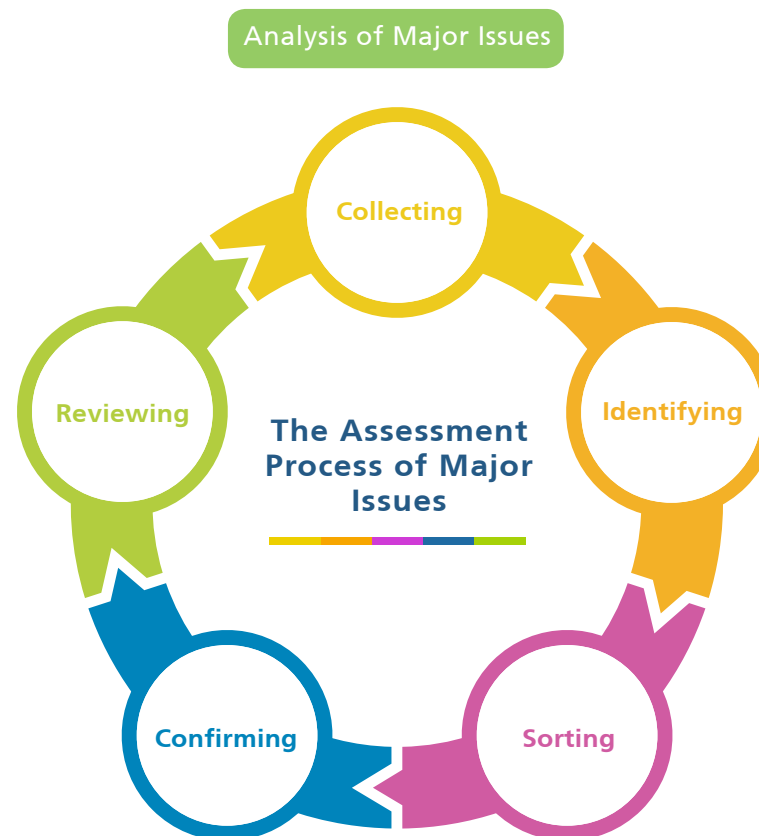 Analysis of Major Issues
Collecting
Identifying
Reviewing
The Assessment
Process of Major
Issues
Sorting
Confirming